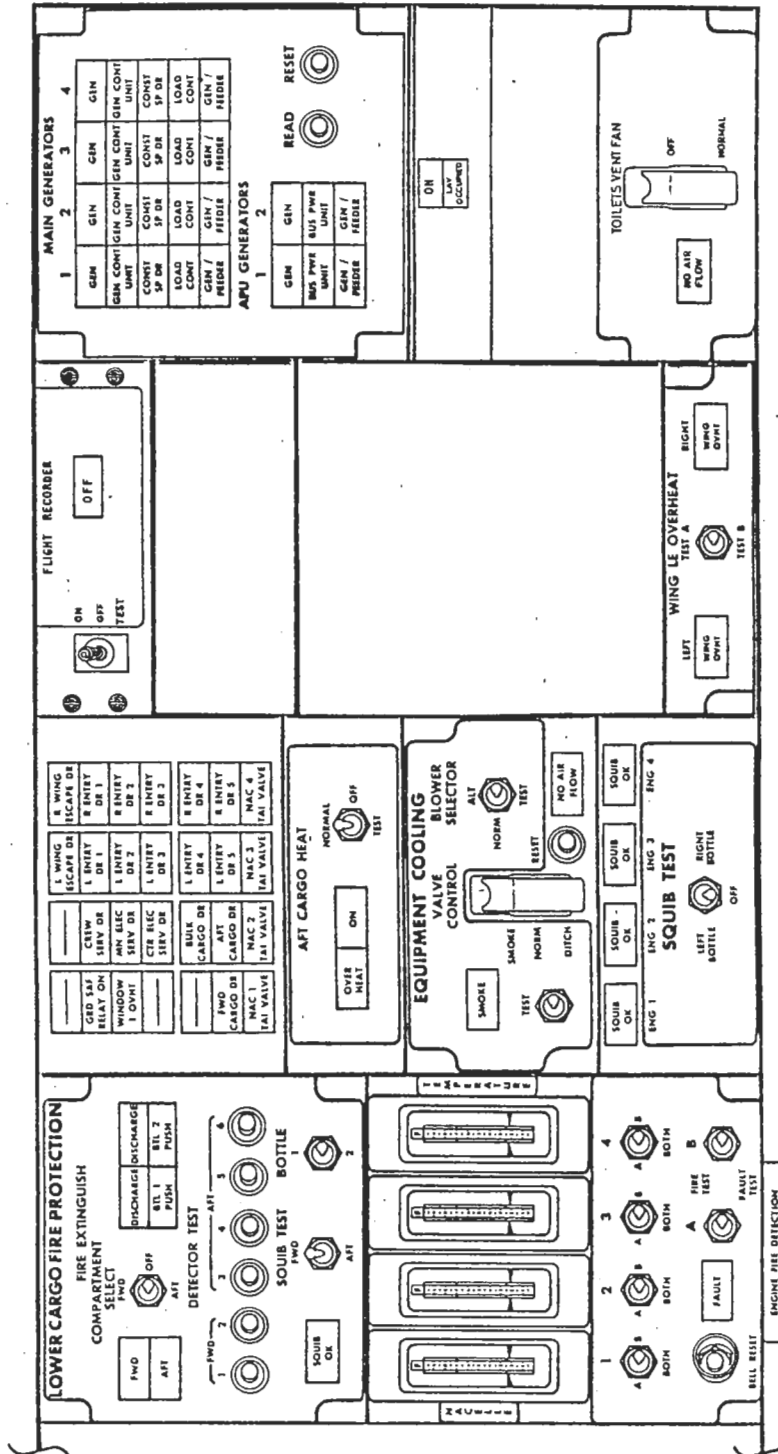 LOWER CARGO FIRE PROTECTION
FIRE EXTINGUISH
COMPARTMENT
SELECT
FWD
OFF
AFT
FWD
AFT
DISCHARGE DISCHARGE
BTL 1 PUSH
BTL 2 PUSH
DETECTOR TEST
FWD
AFT
1 2 3 4 5 6
SQUIB TEST
FWD
AFT
BOTTLE
1
2
SQUIB OK
NACELLE
TEMPERATURE
1 2 3 4
A B BOTH
A B BOTH
A B BOTH
A B BOTH
BELL RESET
FAULT
A
FIRE TEST
FAULT TEST
B
ENGINE FIRE DETECTION
L WING ESCAPE DR
R WING ESCAPE DR
GRD SAF RELAY ON
CREW SERV DR
L ENTRY DR 1
R ENTRY DR 1
WINDOW 1 OVHT
MN ELEC SERV DR
L ENTRY DR 2
R ENTRY DR 2
CTR ELEC SERV DR
L ENTRY DR 3
R ENTRY DR 3
BULK CARGO DR
L ENTRY DR 4
R ENTRY DR 4
FWD CARGO DR
AFT CARGO DR
L ENTRY DR 5
R ENTRY DR 5
NAC 1 TAI VALVE
NAC 2 TAI VALVE
NAC 3 TAI VALVE
NAC 4 TAI VALVE
AFT CARGO HEAT
OVER HEAT
ON
NORMAL
OFF
TEST
EQUIPMENT COOLING
VALVE CONTROL
BLOWER SELECTOR
SMOKE
TEST
SMOKE
NORM
DITCH
NORM
ALT
TEST
RESET
NO AIR FLOW
SQUIB OK
SQUIB OK
SQUIB OK
SQUIB OK
ENG 1 ENG 2 ENG 3 ENG 4
SQUIB TEST
LEFT BOTTLE
RIGHT BOTTLE
OFF
FLIGHT RECORDER
ON
OFF
TEST
OFF
WING LE OVERHEAT
LEFT
TEST A
RIGHT
WING OVHT
WING OVHT
TEST B
MAIN GENERATORS
1 2 3 4
GEN GEN GEN GEN
GEN CONT UNIT GEN CONT UNIT GEN CONT UNIT GEN CONT UNIT
CONST SP DR CONST SP DR CONST SP DR CONST SP DR
LOAD CONT LOAD CONT LOAD CONT LOAD CONT
GEN / FEEDER GEN / FEEDER GEN / FEEDER GEN / FEEDER
APU GENERATORS
1 2
GEN GEN
BUS PWR UNIT BUS PWR UNIT
GEN / FEEDER GEN / FEEDER
READ RESET
ON
LAV OCCUPIED
TOILETS VENT FAN
NO AIR FLOW
OFF
NORMAL